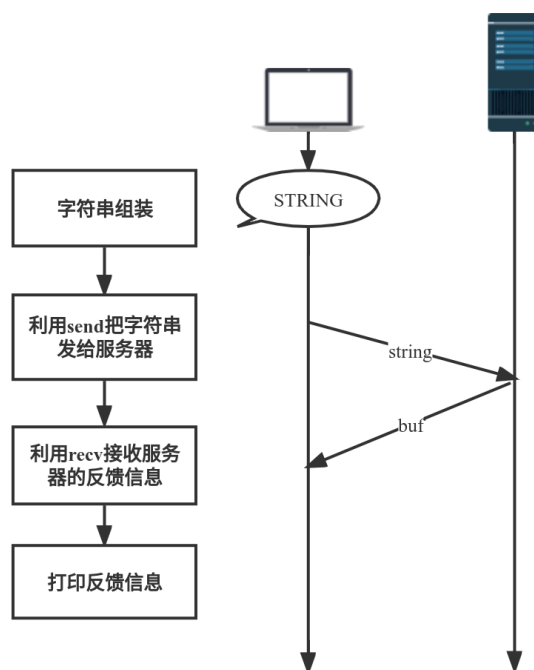 字符串组装
STRING
利用send把字符串
发给服务器
string
利用recv接收服务
器的反馈信息
buf
打印反馈信息